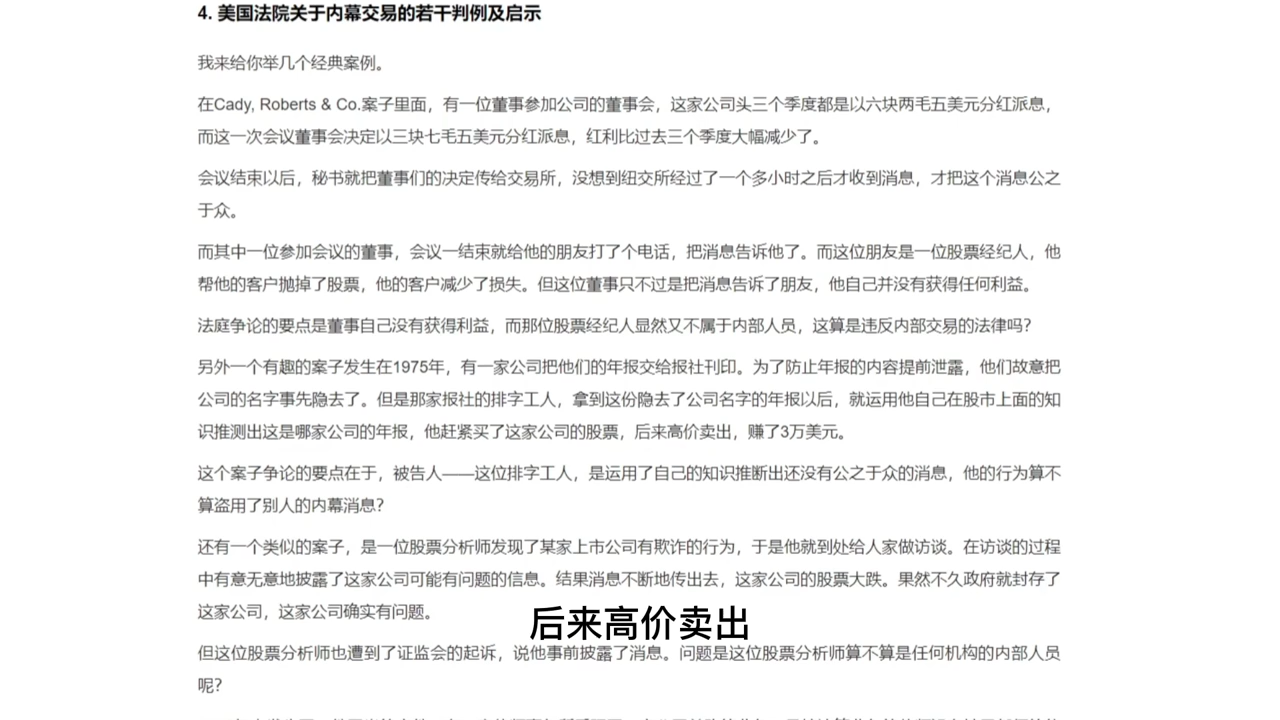 4. 美国法院关于内幕交易的若干判例及启示
我来给你举几个经典案例。
在Cady, Roberts & Co.案子里面，有一位董事参加公司的董事会，这家公司头三个季度都是以六块两毛五美元分红派息，
而这一次会议董事会决定以三块七毛五美元分红派息，红利比过去三个季度大幅减少了。
会议结束以后，秘书就把董事们的决定传给交易所，没想到纽交所经过了一个多小时之后才收到消息，才把这个消息公之
于众。
而其中一位参加会议的董事，会议一结束就给他的朋友打了个电话，把消息告诉他了。而这位朋友是一位股票经纪人，他
帮他的客户抛掉了股票，他的客户减少了损失。但这位董事只不过是把消息告诉了朋友，他自己并没有获得任何利益。
法庭争论的要点是董事自己没有获得利益，而那位股票经纪人显然又不属于内部人员，这算是违反内部交易的法律吗？
另外一个有趣的案子发生在1975年，有一家公司把他们的年报交给报社刊印。为了防止年报的内容提前泄露，他们故意把
公司的名字事先隐去了。但是那家报社的排字工人，拿到这份隐去了公司名字的年报以后，就运用他自己在股市上面的知
识推测出这是哪家公司的年报，他赶紧买了这家公司的股票，后来高价卖出，赚了3万美元。
这个案子争论的要点在于，被告人——这位排字工人，是运用了自己的知识推断出还没有公之于众的消息，他的行为算不
算盗用了别人的内幕消息？
还有一个类似的案子，是一位股票分析师发现了某家上市公司有欺诈的行为，于是他就到处给人家做访谈。在访谈的过程
中有意无意地披露了这家公司可能有问题的信息。结果消息不断地传出去，这家公司的股票大跌。果然不久政府就封存了
这家公司，这家公司确实有问题。
后来高价卖出
但这位股票分析师也遭到了证监会的起诉，说他事前披露了消息。问题是这位股票分析师算不算是任何机构的内部人员
呢？